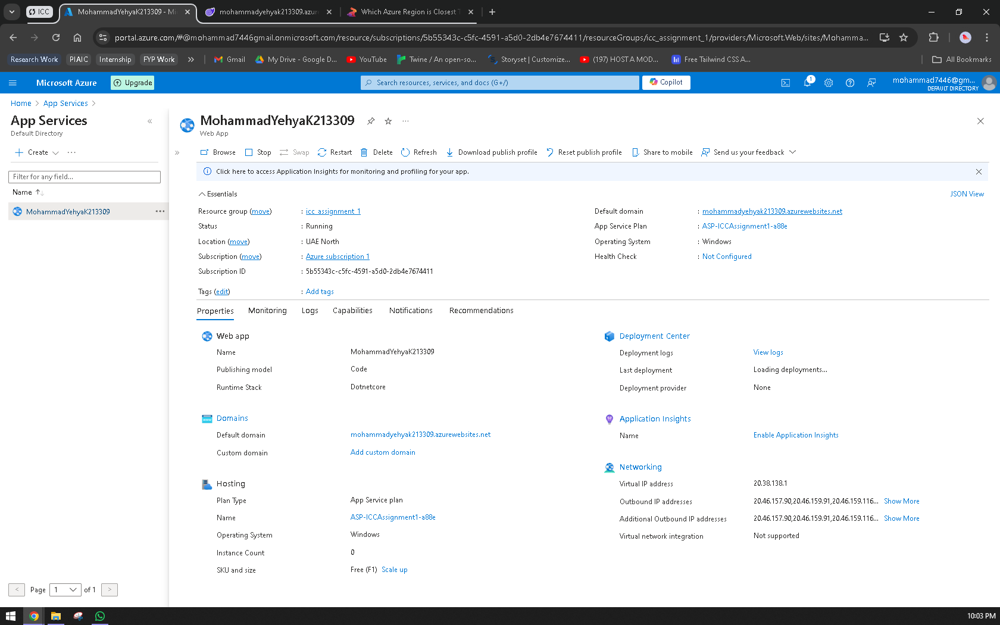 ICC
MohammadYehyaK213309 - Mi
mohammadyehyak213309.azur
Which Azure Region is Closest T
portal.azure.com/#@mohammad7446gmail.onmicrosoft.com/resource/subscriptions/5b55343c-c5fc-4591-a5d0-2db4e7674411/resourceGroups/icc_assignment_1/providers/Microsoft.Web/sites/Mohamma...
Research Work
PIAIC
Internship
FYP Work
Gmail
My Drive - Google D...
YouTube
Twine / An open-so...
Storyset | Customize...
(197) HOST A MOD...
Free Tailwind CSS A...
All Bookmarks
Microsoft Azure
Upgrade
Search resources, services, and docs (G+/)
Copilot
1
mohammad7446@gm...
DEFAULT DIRECTORY
Home > App Services >
App Services
Default Directory
Create
Filter for any field...
Name
MohammadYehyaK213309
Page 1 of 1
MohammadYehyaK213309
Web App
Browse
Stop
Swap
Restart
Delete
Refresh
Download publish profile
Reset publish profile
Share to mobile
Send us your feedback
Click here to access Application Insights for monitoring and profiling for your app.
Essentials
JSON View
Resource group (move) : icc_assignment_1
Status : Running
Location (move) : UAE North
Subscription (move) : Azure subscription 1
Subscription ID : 5b55343c-c5fc-4591-a5d0-2db4e7674411
Default domain : mohammadyehyak213309.azurewebsites.net
App Service Plan : ASP-ICCAssignment1-a88e
Operating System : Windows
Health Check : Not Configured
Tags (edit) : Add tags
Properties
Monitoring
Logs
Capabilities
Notifications
Recommendations
Web app
Name MohammadYehyaK213309
Publishing model Code
Runtime Stack Dotnetcore
Domains
Default domain mohammadyehyak213309.azurewebsites.net
Custom domain Add custom domain
Hosting
Plan Type App Service plan
Name ASP-ICCAssignment1-a88e
Operating System Windows
Instance Count 0
SKU and size Free (F1) Scale up
Deployment Center
Deployment logs View logs
Last deployment Loading deployments...
Deployment provider None
Application Insights
Name Enable Application Insights
Networking
Virtual IP address 20.38.138.1
Outbound IP addresses 20.46.157.90,20.46.159.91,20.46.159.116... Show More
Additional Outbound IP addresses 20.46.157.90,20.46.159.91,20.46.159.116... Show More
Virtual network integration Not supported
10:03 PM